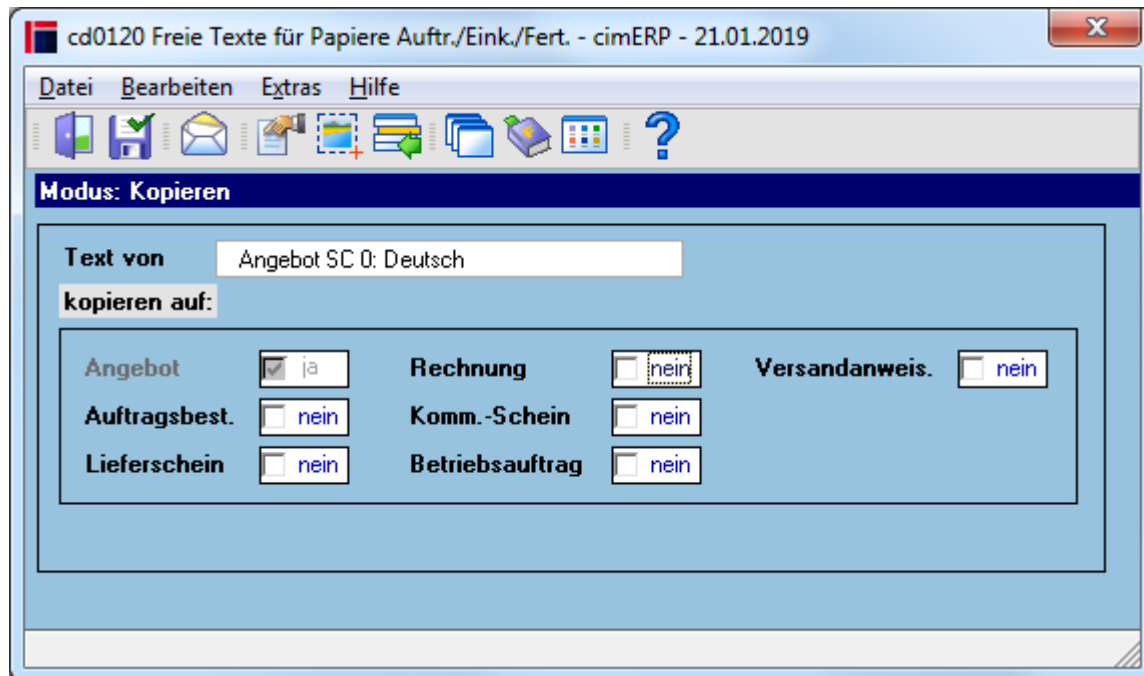 cd0120 Freie Texte für Papiere Auftr./Eink./Fert. - cimERP - 21.01.2019
Datei Bearbeiten Extras Hilfe
Modus: Kopieren
Text von Angebot SC 0: Deutsch
kopieren auf:
Angebot ja Rechnung nein Versandanweis. nein
Auftragsbest. nein Komm.-Schein nein
Lieferschein nein Betriebsauftrag nein